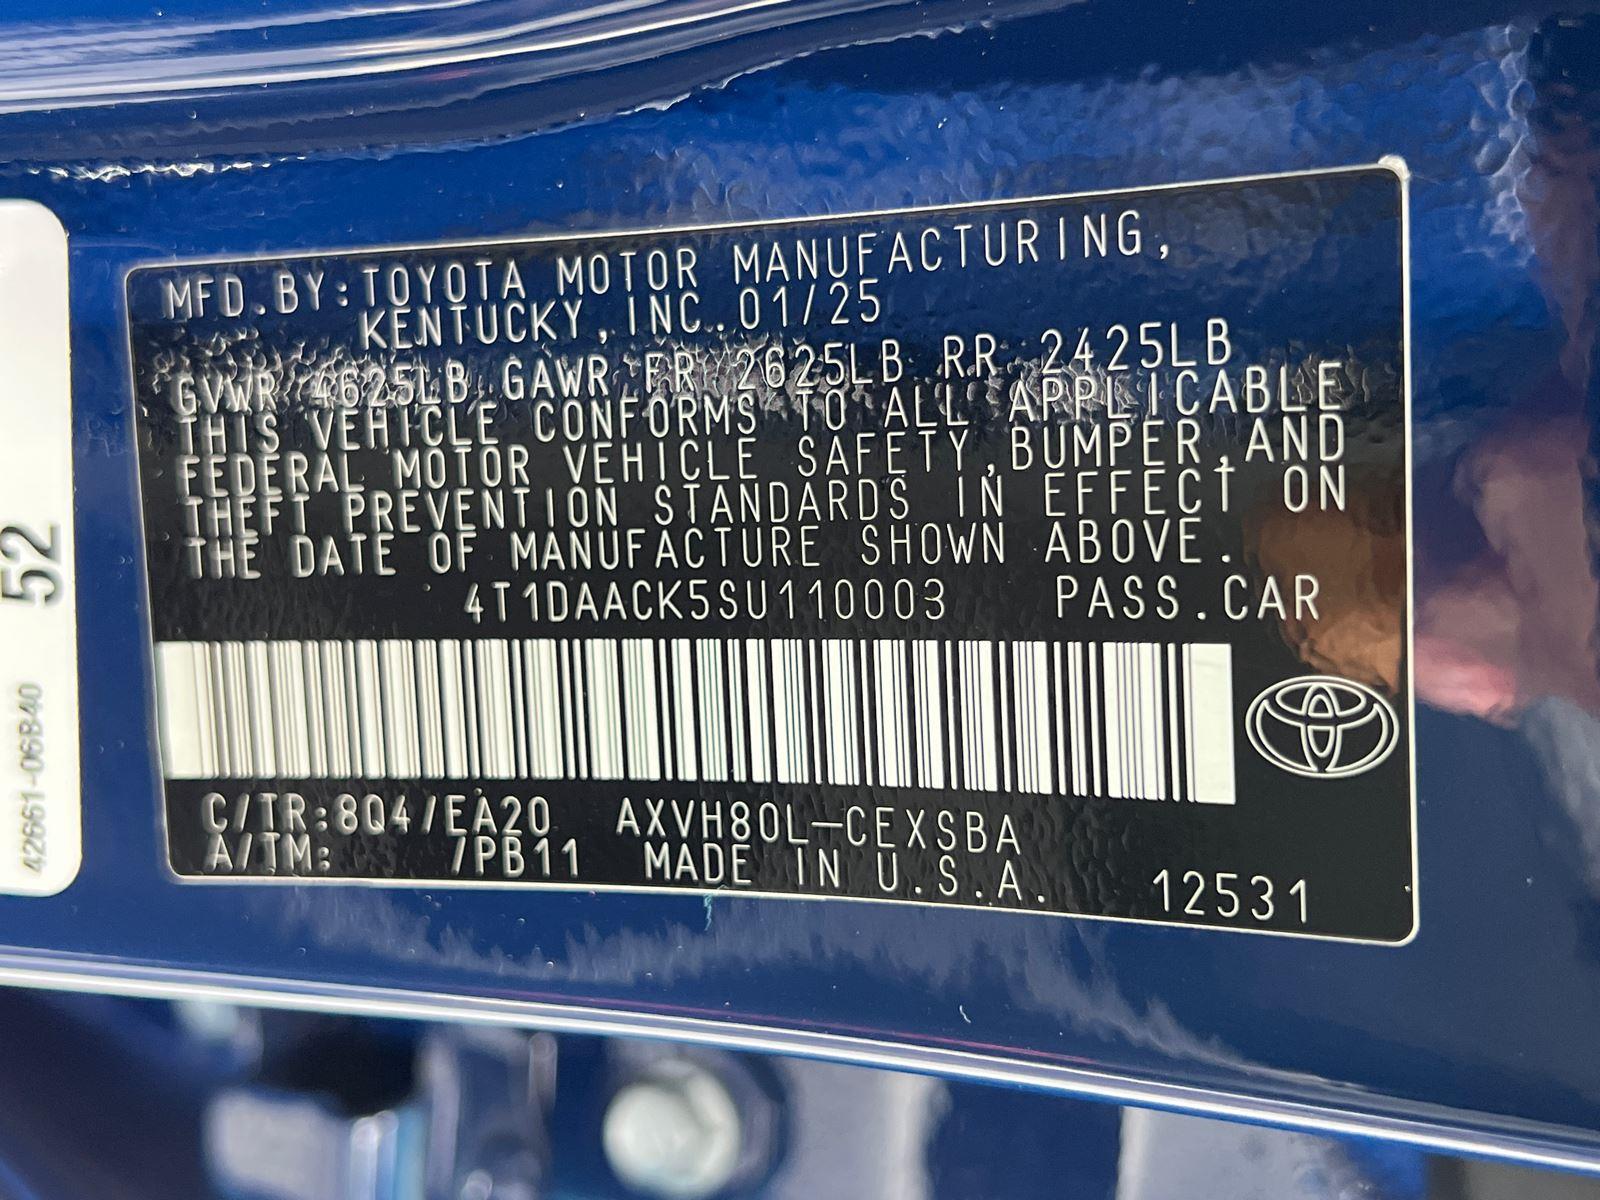 MFD.BY:TOYOTA MOTOR MANUFACTURING,
KENTUCKY,INC.01/25
GVWR 4625LB GAWR FR 2625LB RR 2425LB
THIS VEHICLE CONFORMS TO ALL APPLICABLE
FEDERAL MOTOR VEHICLE SAFETY,BUMPER,AND
THEFT PREVENTION STANDARDS IN EFFECT ON
THE DATE OF MANUFACTURE SHOWN ABOVE.
4T1DAACK5SU110003 PASS.CAR
C/TR:8Q4/EA20 AXVH80L-CEXSBA
A/TM: /PB11 MADE IN U.S.A. 12531
52
42661-06B40